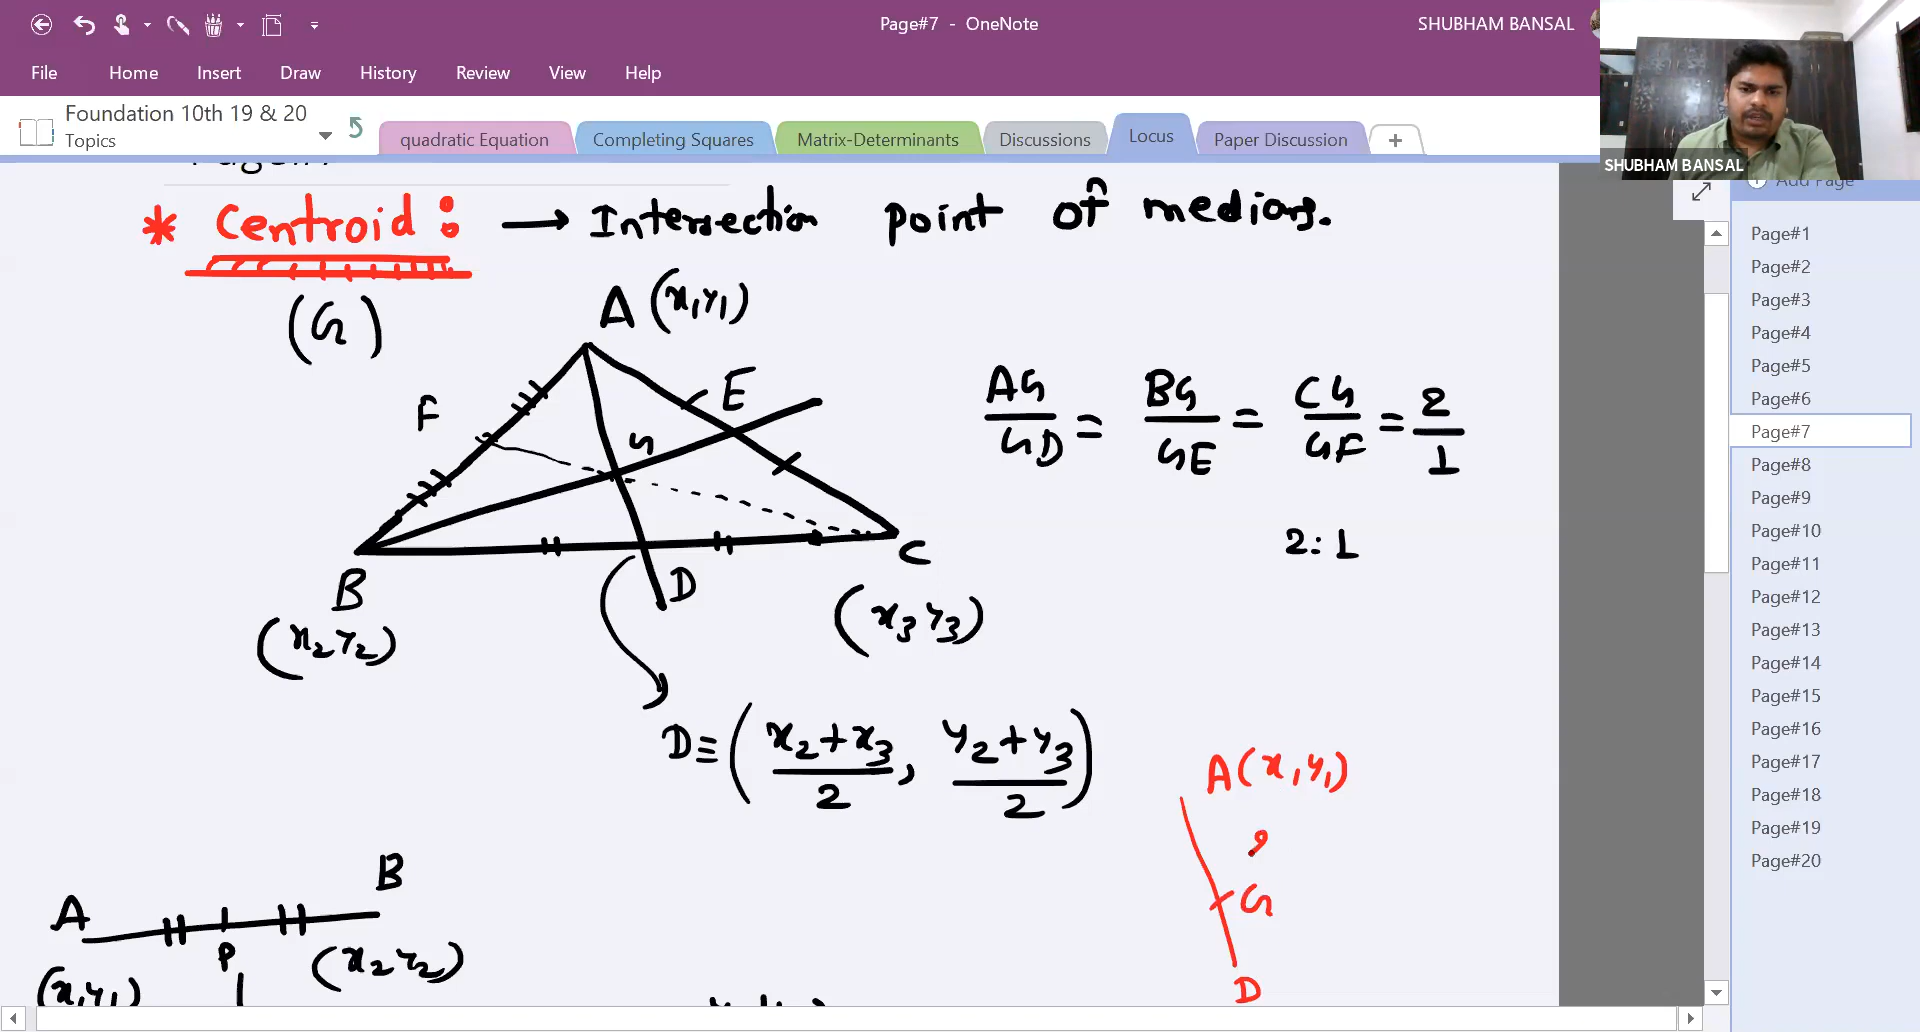 Page#7 - OneNote
SHUBHAM BANSAL
File Home Insert Draw History Review View Help
Foundation 10th 19 & 20
Topics
quadratic Equation
Completing Squares
Matrix-Determinants
Discussions
Locus
Paper Discussion
+
SHUBHAM BANSAL
Add Page
* Centroid : → Intersection point of medians.
(G)
A (x1 y1)
F
E
G
B
(x2 y2)
D
C
(x3 y3)
AG/GD = BG/GE = CG/GF = 2/1
2:1
D ≡ ( x2+x3/2 , y2+y3/2 )
A (x1 y1)
G
D
A
B
P
(x1 y1)
(x2 y2)
Page#1
Page#2
Page#3
Page#4
Page#5
Page#6
Page#7
Page#8
Page#9
Page#10
Page#11
Page#12
Page#13
Page#14
Page#15
Page#16
Page#17
Page#18
Page#19
Page#20